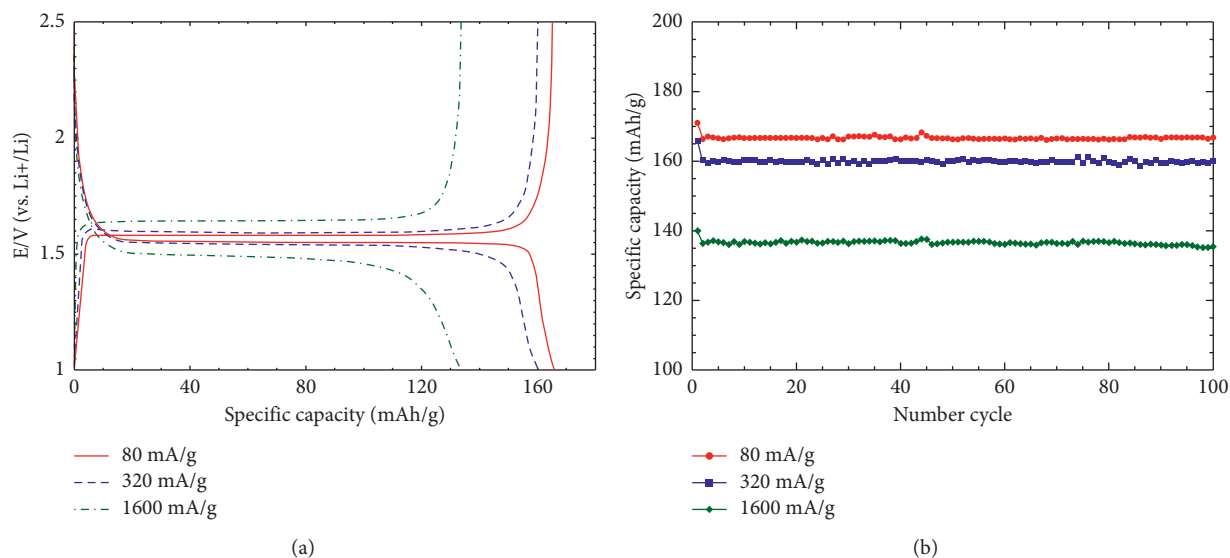 2.5
2
1.5
1
E/V (vs. Li+/Li)
0
40
80
120
160
Specific capacity (mAh/g)
80 mA/g
320 mA/g
1600 mA/g
(a)
200
180
160
140
120
100
Specific capacity (mAh/g)
0
20
40
60
80
100
Number cycle
80 mA/g
320 mA/g
1600 mA/g
(b)